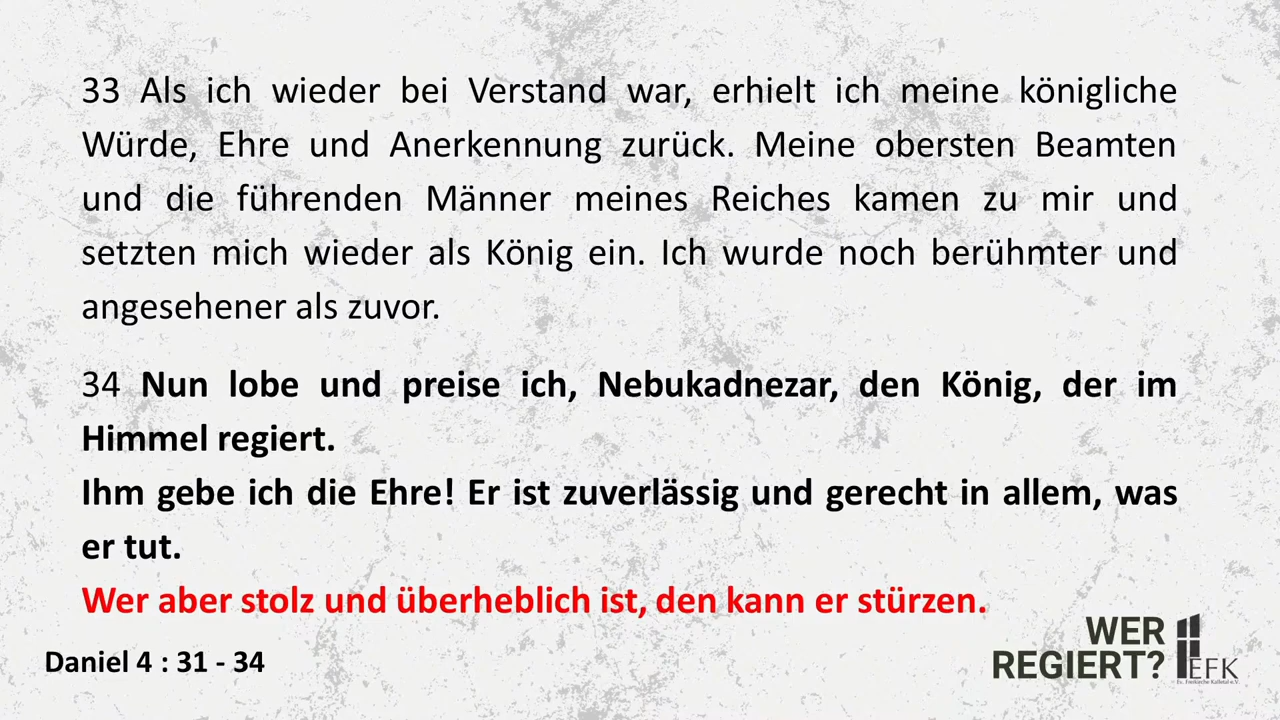 33 Als ich wieder bei Verstand war, erhielt ich meine königliche
Würde, Ehre und Anerkennung zurück. Meine obersten Beamten
und die führenden Männer meines Reiches kamen zu mir und
setzten mich wieder als König ein. Ich wurde noch berühmter und
angesehener als zuvor.
34 Nun lobe und preise ich, Nebukadnezar, den König, der im
Himmel regiert.
Ihm gebe ich die Ehre! Er ist zuverlässig und gerecht in allem, was
er tut.
Wer aber stolz und überheblich ist, den kann er stürzen.
Daniel 4 : 31 - 34
WER
REGIERT?
EFK
Ev. Freikirche Kalletal e.V.